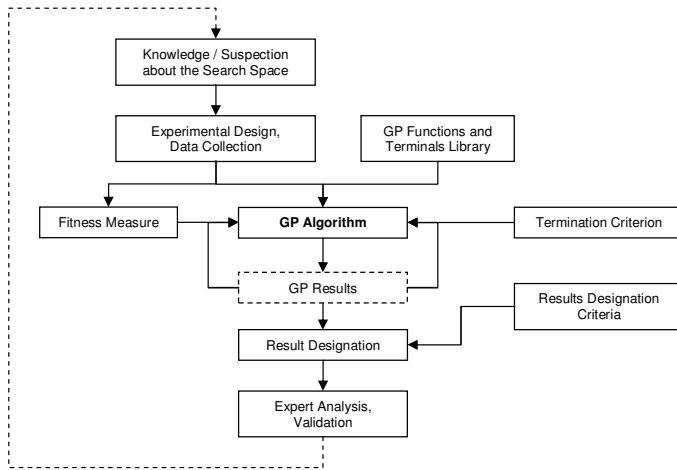 Knowledge / Suspection
about the Search Space
Experimental Design,
Data Collection
GP Functions and
Terminals Library
Fitness Measure
GP Algorithm
Termination Criterion
GP Results
Results Designation
Criteria
Result Designation
Expert Analysis,
Validation